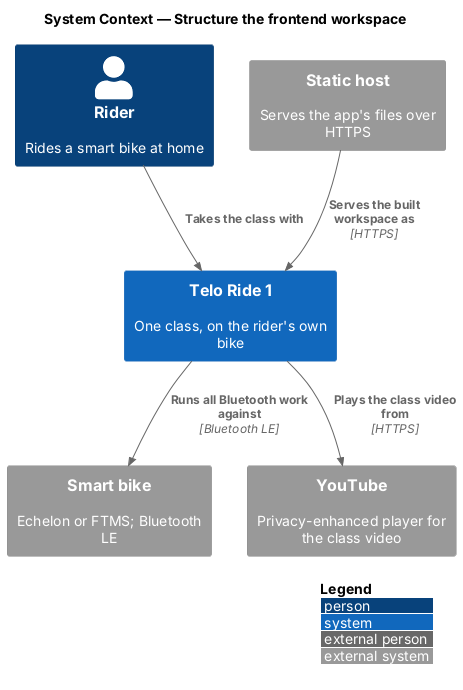 System Context — Structure the frontend workspace
Rider
Rides a smart bike at home
Static host
Serves the app's files over
HTTPS
Takes the class with
Serves the built
workspace as
[HTTPS]
Telo Ride 1
One class, on the rider's own
bike
Runs all Bluetooth work
against
[Bluetooth LE]
Plays the class video
from
[HTTPS]
Smart bike
Echelon or FTMS; Bluetooth
LE
YouTube
Privacy-enhanced player for
the class video
Legend
person
system
external person
external system